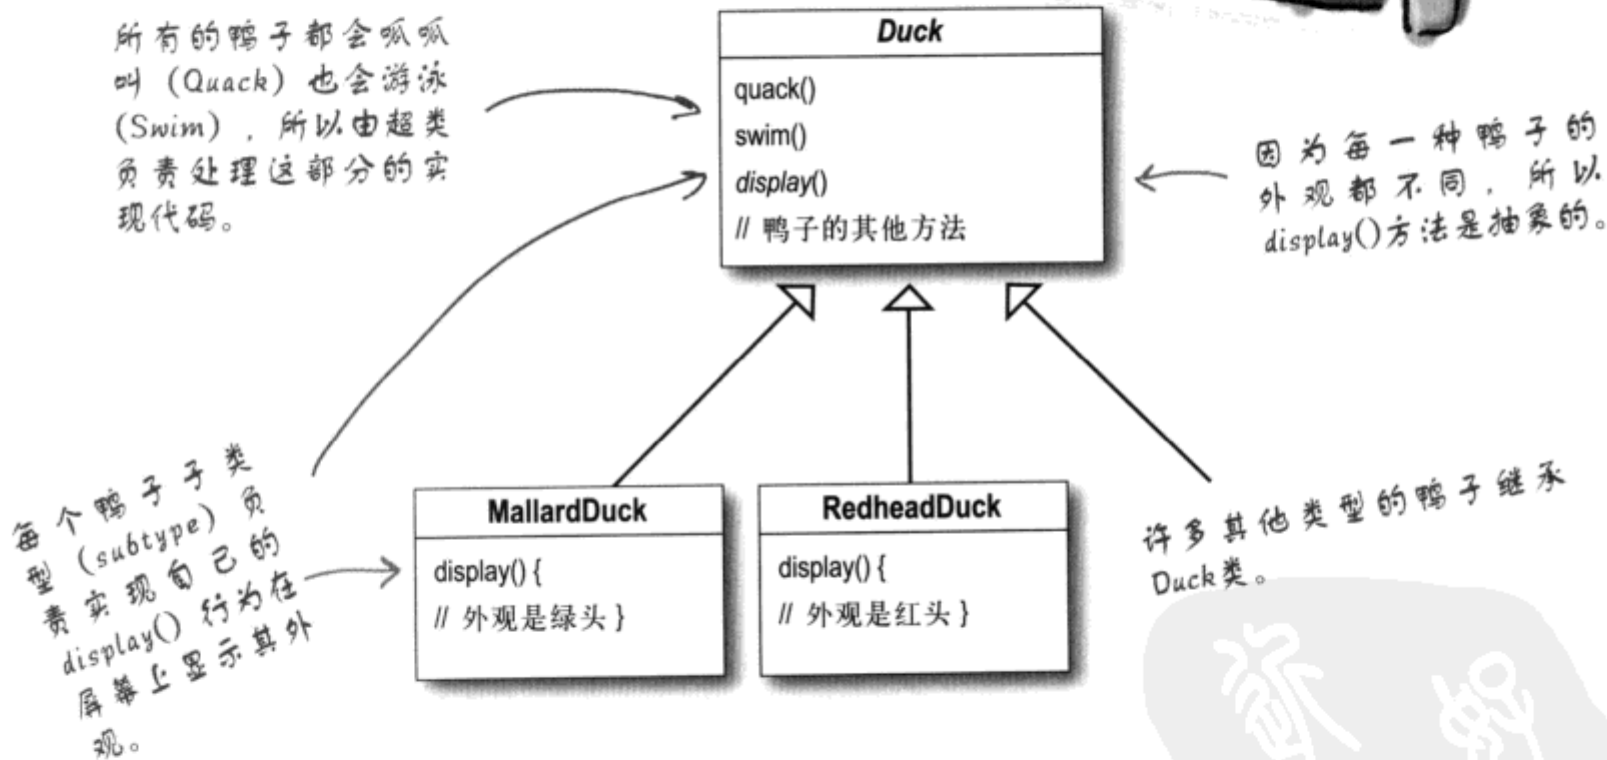 所有的鸭子都会呱呱
叫（Quack）也会游泳
（Swim），所以由超类
负责处理这部分的实
现代码。
Duck
quack()
swim()
display()
// 鸭子的其他方法
因为每一种鸭子的
外观都不同，所以
display()方法是抽象的。
每个鸭子子类
型（subtype）负
责实现自己的
display()行为在
屏幕上显示其外
观。
MallardDuck
display() {
// 外观是绿头 }
RedheadDuck
display() {
// 外观是红头 }
许多其他类型的鸭子继承
Duck类。